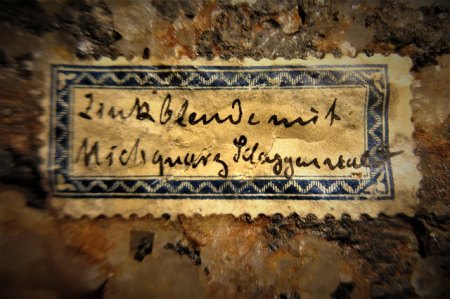 Zinkblende mit
Milchquarz Schlaggenwald